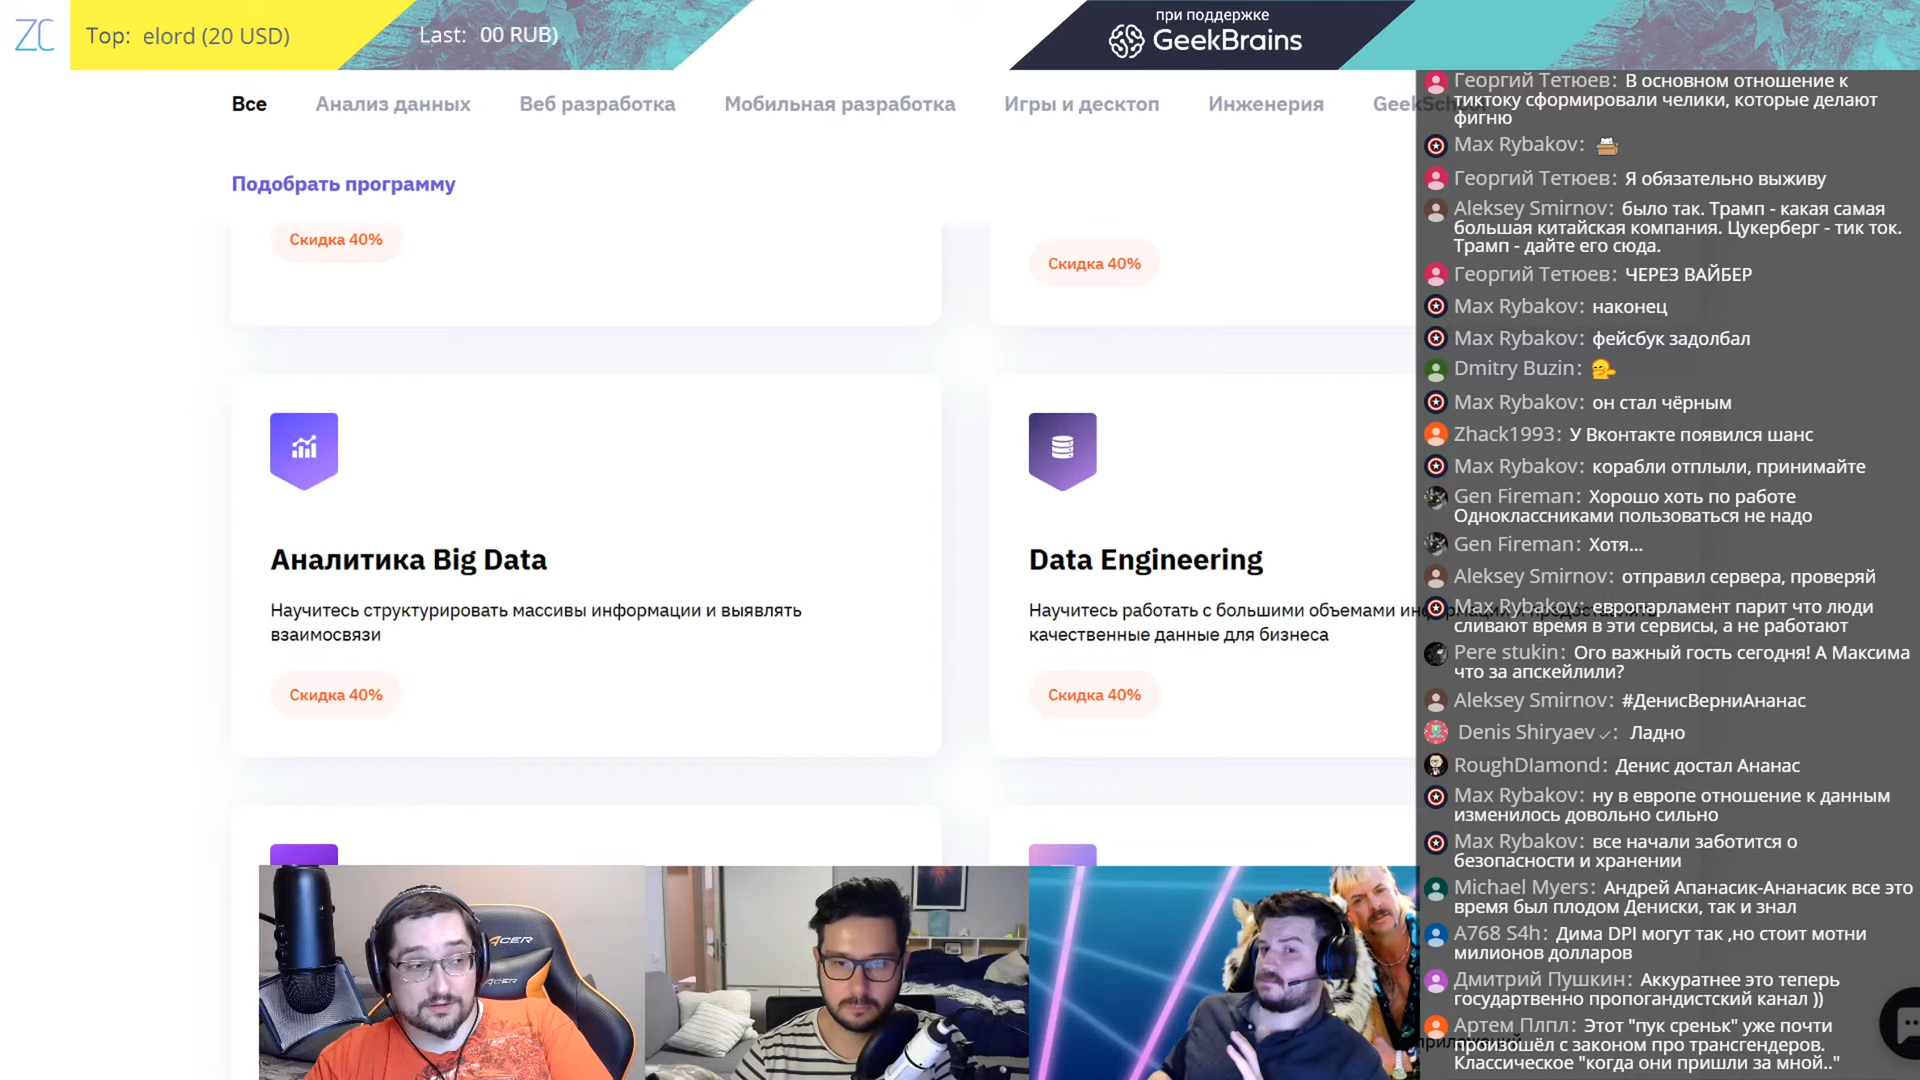 ZC
Top: elord (20 USD)
Last: 00 RUB)
при поддержке
GeekBrains
Все
Анализ данных
Веб разработка
Мобильная разработка
Игры и десктоп
Инженерия
Подобрать программу
Скидка 40%
Скидка 40%
Аналитика Big Data
Научитесь структурировать массивы информации и выявлять
взаимосвязи
Скидка 40%
Data Engineering
Научитесь работать с большими объемами
качественные данные для бизнеса
Скидка 40%
ACER
ACER
Георгий Тетюев: В основном отношение к
тиктоку сформировали челики, которые делают
фигню
Max Rybakov:
Георгий Тетюев: Я обязательно выживу
Aleksey Smirnov: было так. Трамп - какая самая
большая китайская компания. Цукерберг - тик ток.
Трамп - дайте его сюда.
Георгий Тетюев: ЧЕРЕЗ ВАЙБЕР
Max Rybakov: наконец
Max Rybakov: фейсбук задолбал
Dmitry Buzin:
Max Rybakov: он стал чёрным
Zhack1993: У Вконтакте появился шанс
Max Rybakov: корабли отплыли, принимайте
Gen Fireman: Хорошо хоть по работе
Одноклассниками пользоваться не надо
Gen Fireman: Хотя...
Aleksey Smirnov: отправил сервера, проверяй
Max Rybakov: европарламент парит что люди
сливают время в эти сервисы, а не работают
Pere stukin: Ого важный гость сегодня! А Максима
что за апскейлили?
Aleksey Smirnov: #ДенисВерниАнанас
Denis Shiryaev ✓: Ладно
RoughDIamond: Денис достал Ананас
Max Rybakov: ну в европе отношение к данным
изменилось довольно сильно
Max Rybakov: все начали заботится о
безопасности и хранении
Michael Myers: Андрей Апанасик-Ананасик все это
время был плодом Дениски, так и знал
A768 S4h: Дима DPI могут так ,но стоит мотни
милионов долларов
Дмитрий Пушкин: Аккуратнее это теперь
государтвенно пропогандистский канал ))
Артем Плпл: Этот "пук среньк" уже почти
произошёл с законом про трансгендеров.
Классическое "когда они пришли за мной.."